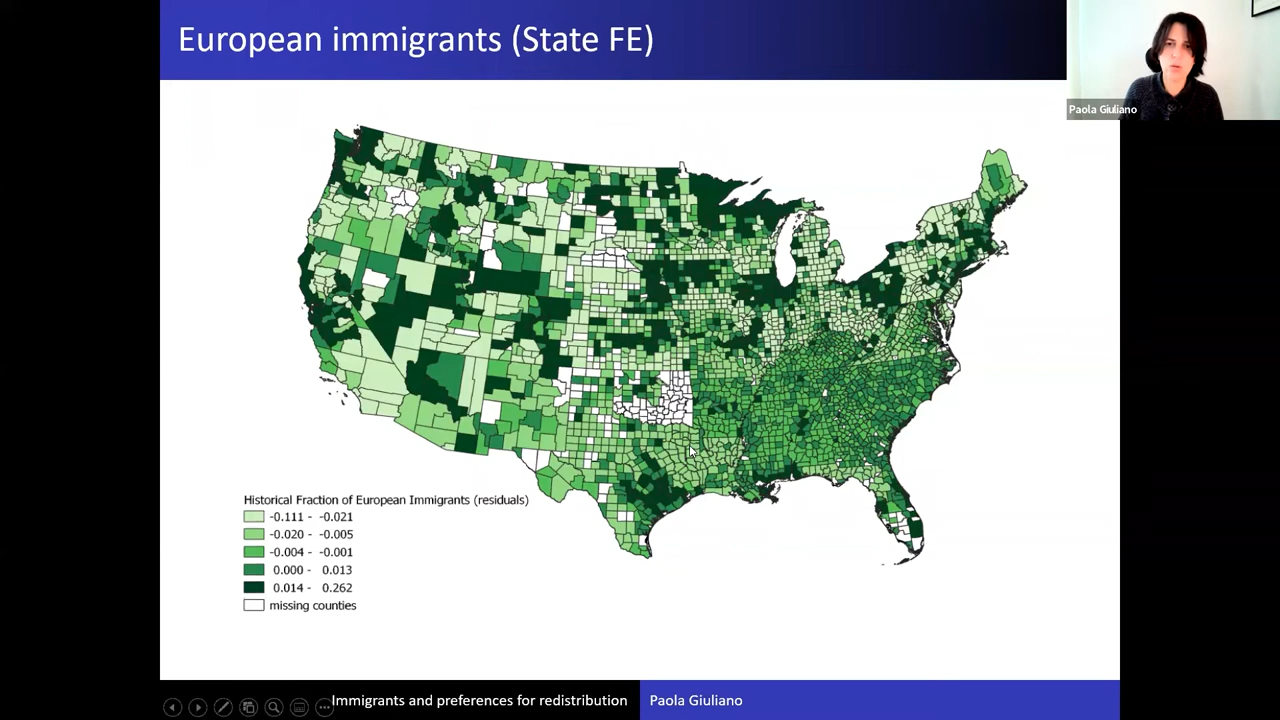 European immigrants (State FE)
Paola Giuliano
Historical Fraction of European Immigrants (residuals)
-0.111 - -0.021
-0.020 - -0.005
-0.004 - -0.001
0.000 - 0.013
0.014 - 0.262
missing counties
Immigrants and preferences for redistribution
Paola Giuliano